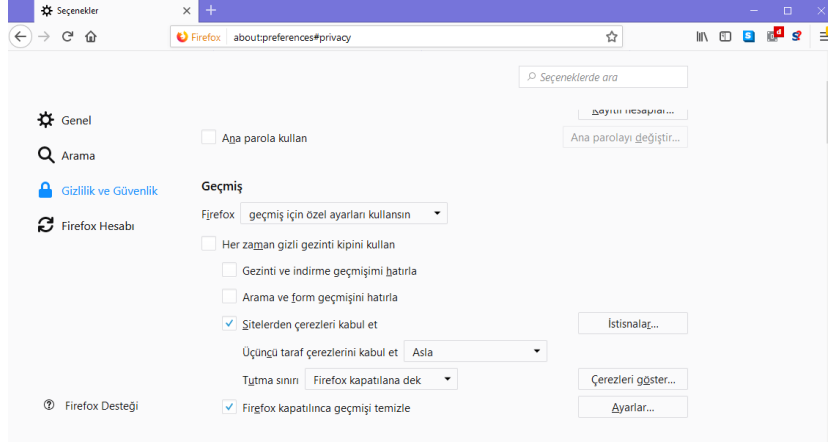 Seçenekler
Firefox about:preferences#privacy
Seçeneklerde ara
Kayıtlı hesaplar...
Genel
Ana parola kullan Ana parolayı değiştir...
Arama
Geçmiş
Gizlilik ve Güvenlik
Firefox geçmiş için özel ayarları kullansın
Firefox Hesabı
Her zaman gizli gezinti kipini kullan
Gezinti ve indirme geçmişimi hatırla
Arama ve form geçmişini hatırla
Sitelerden çerezleri kabul et İstisnalar...
Üçüncü taraf çerezlerini kabul et Asla
Tutma sınırı Firefox kapatılana dek Çerezleri göster...
Firefox Desteği
Firefox kapatılınca geçmişi temizle Ayarlar...